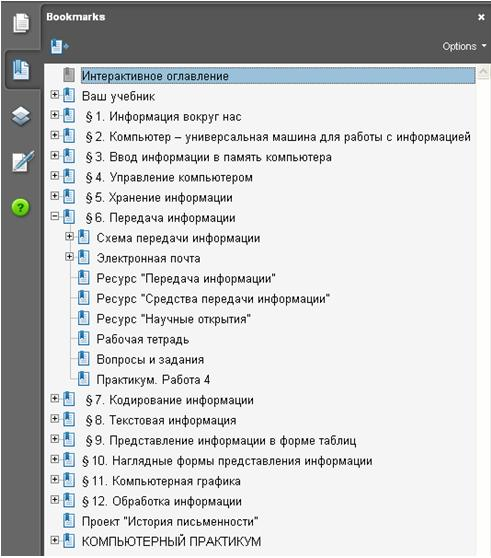 Bookmarks
Options
Интерактивное оглавление
Ваш учебник
§ 1. Информация вокруг нас
§ 2. Компьютер – универсальная машина для работы с информацией
§ 3. Ввод информации в память компьютера
§ 4. Управление компьютером
§ 5. Хранение информации
§ 6. Передача информации
Схема передачи информации
Электронная почта
Ресурс "Передача информации"
Ресурс "Средства передачи информации"
Ресурс "Научные открытия"
Рабочая тетрадь
Вопросы и задания
Практикум. Работа 4
§ 7. Кодирование информации
§ 8. Текстовая информация
§ 9. Представление информации в форме таблиц
§ 10. Наглядные формы представления информации
§ 11. Компьютерная графика
§ 12. Обработка информации
Проект "История письменности"
КОМПЬЮТЕРНЫЙ ПРАКТИКУМ